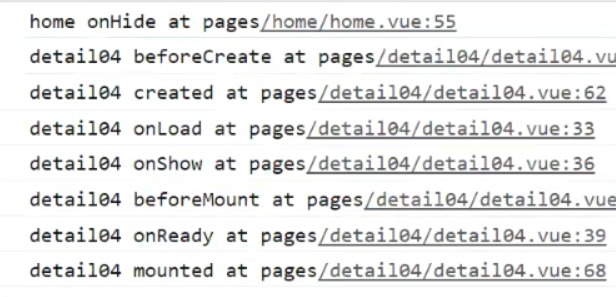 home onHide at pages/home/home.vue:55
detail04 beforeCreate at pages/detail04/detail04.vu
detail04 created at pages/detail04/detail04.vue:62
detail04 onLoad at pages/detail04/detail04.vue:33
detail04 onShow at pages/detail04/detail04.vue:36
detail04 beforeMount at pages/detail04/detail04.vue
detail04 onReady at pages/detail04/detail04.vue:39
detail04 mounted at pages/detail04/detail04.vue:68